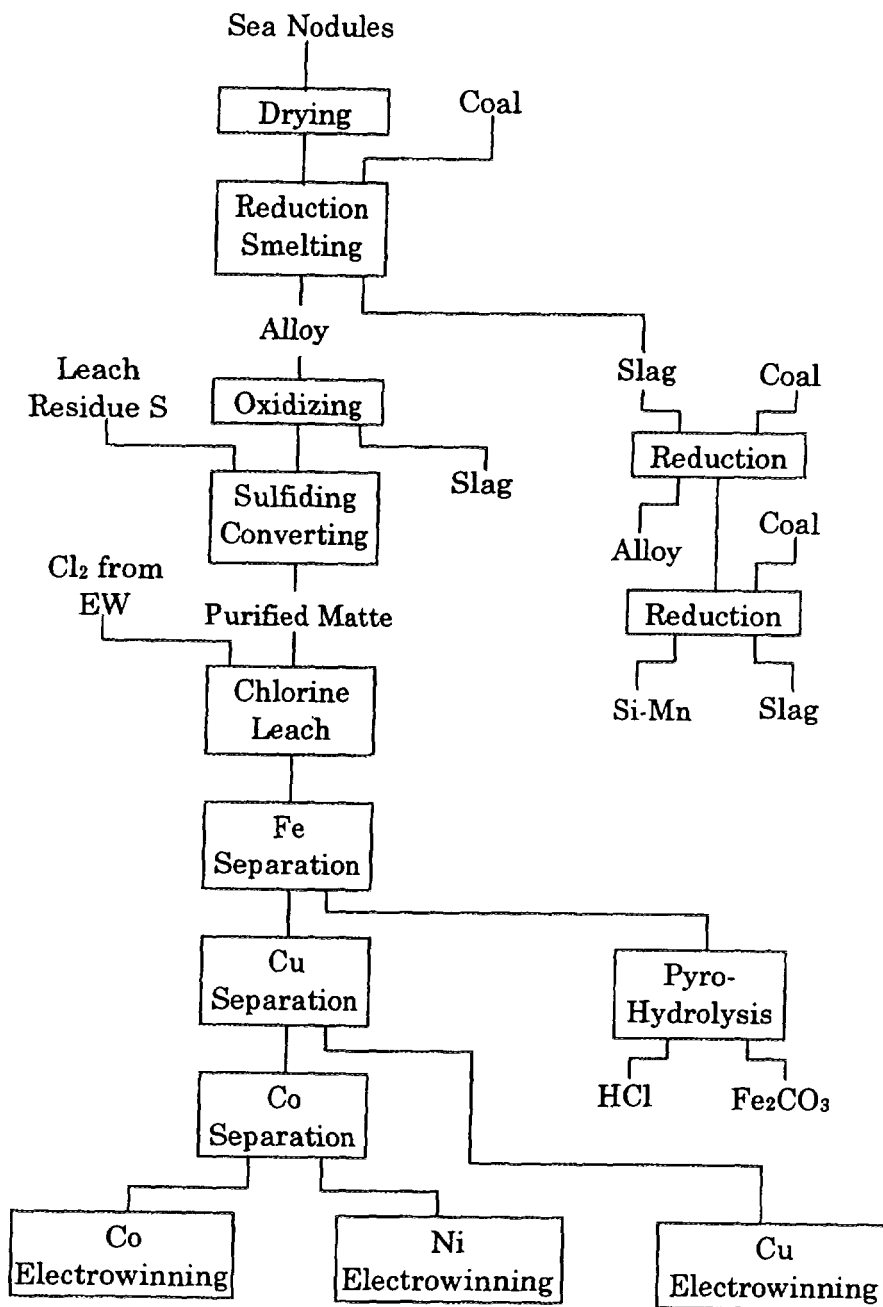 Sea Nodules
Drying
Coal
Reduction
Smelting
Alloy
Slag
Coal
Leach
Residue S
Oxidizing
Reduction
Slag
Sulfiding
Converting
Alloy
Coal
Cl₂ from
EW
Purified Matte
Reduction
Chlorine
Leach
Si-Mn
Slag
Fe
Separation
Cu
Separation
Pyro-
Hydrolysis
HCl
Fe₂CO₃
Co
Separation
Co
Electrowinning
Ni
Electrowinning
Cu
Electrowinning